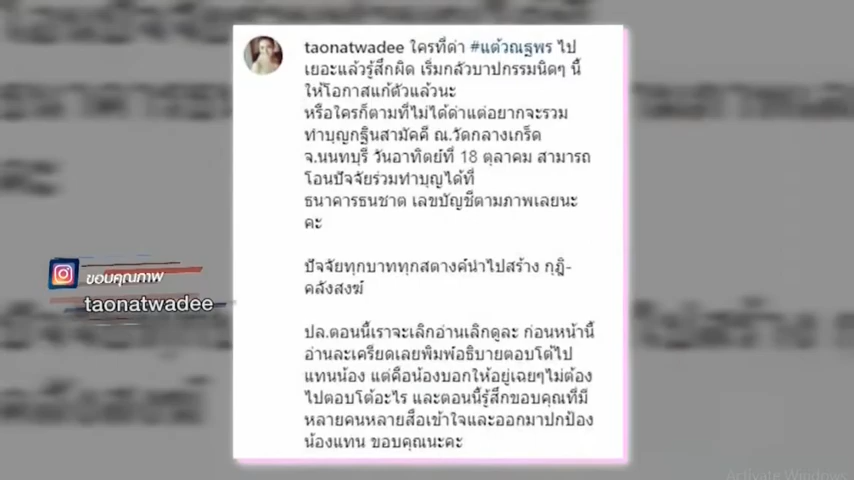 taonatwadee ใครที่ด่า #แต้วณฐพร ไป
เยอะแล้วรู้สึกผิด เริ่มกลัวบาปกรรมนิดๆ นี้
ให้โอกาสแก้ตัวแล้วนะ
หรือใครก็ตามที่ไม่ได้ด่าแต่อยากจะรวม
ทำบุญกฐินสามัคคี ณ.วัดกลางเกร็ด
จ.นนทบุรี วันอาทิตย์ที่ 18 ตุลาคม สามารถ
โอนปัจจัยร่วมทำบุญได้ที่
ธนาคารธนชาต เลขบัญชีตามภาพเลยนะ
คะ
ปัจจัยทุกบาททุกสตางค์นำไปสร้าง กุฏิ-
คลังสงฆ์
ปล.ตอนนี้เราจะเลิกอ่านเลิกดูละ ก่อนหน้านี้
อ่านละเครียดเลยพิมพ์อธิบายตอบโต้ไป
แทนน้อง แต่คือน้องบอกให้อยู่เฉยๆไม่ต้อง
ไปตอบโต้อะไร และตอนนี้รู้สึกขอบคุณที่มี
หลายคนหลายสื่อเข้าใจและออกมาปกป้อง
น้องแทน ขอบคุณนะคะ
ขอบคุณภาพ
taonatwadee
Activate Windows